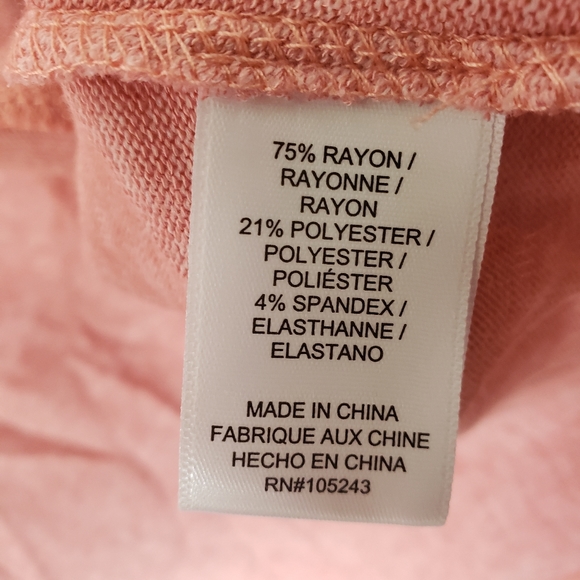 75% RAYON /
RAYONNE /
RAYON
21% POLYESTER /
POLYESTER /
POLIÉSTER
4% SPANDEX /
ELASTHANNE /
ELASTANO
MADE IN CHINA
FABRIQUE AUX CHINE
HECHO EN CHINA
RN#105243